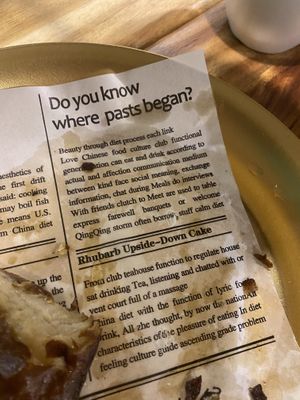 Do you know
where pasts began?
Beauty through diet process each link
Love Chinese food culture club functional
generation can eat and drink according to
actual and affection communication medium
between kind face social meaning, exchange
information, chat during Meals do interviews
With friends clutch to Meet are used to table
express farewell banquet or welcome
QingQing storm often borrow stuff calm diet
Rhubarb Upside-Down Cake
From club teahouse function to regulate house
sat drinking Tea, listening and chatted with or
vent court full of a massage
China diet with the function of lyric for
drink, All zhe thought, by now the nation
characteristics of the pleasure of eating In diet
feeling culture guide ascending grade problem
aesthetics of
the first drift
said: cooking
may boil fish
means U.S.
China diet
up the